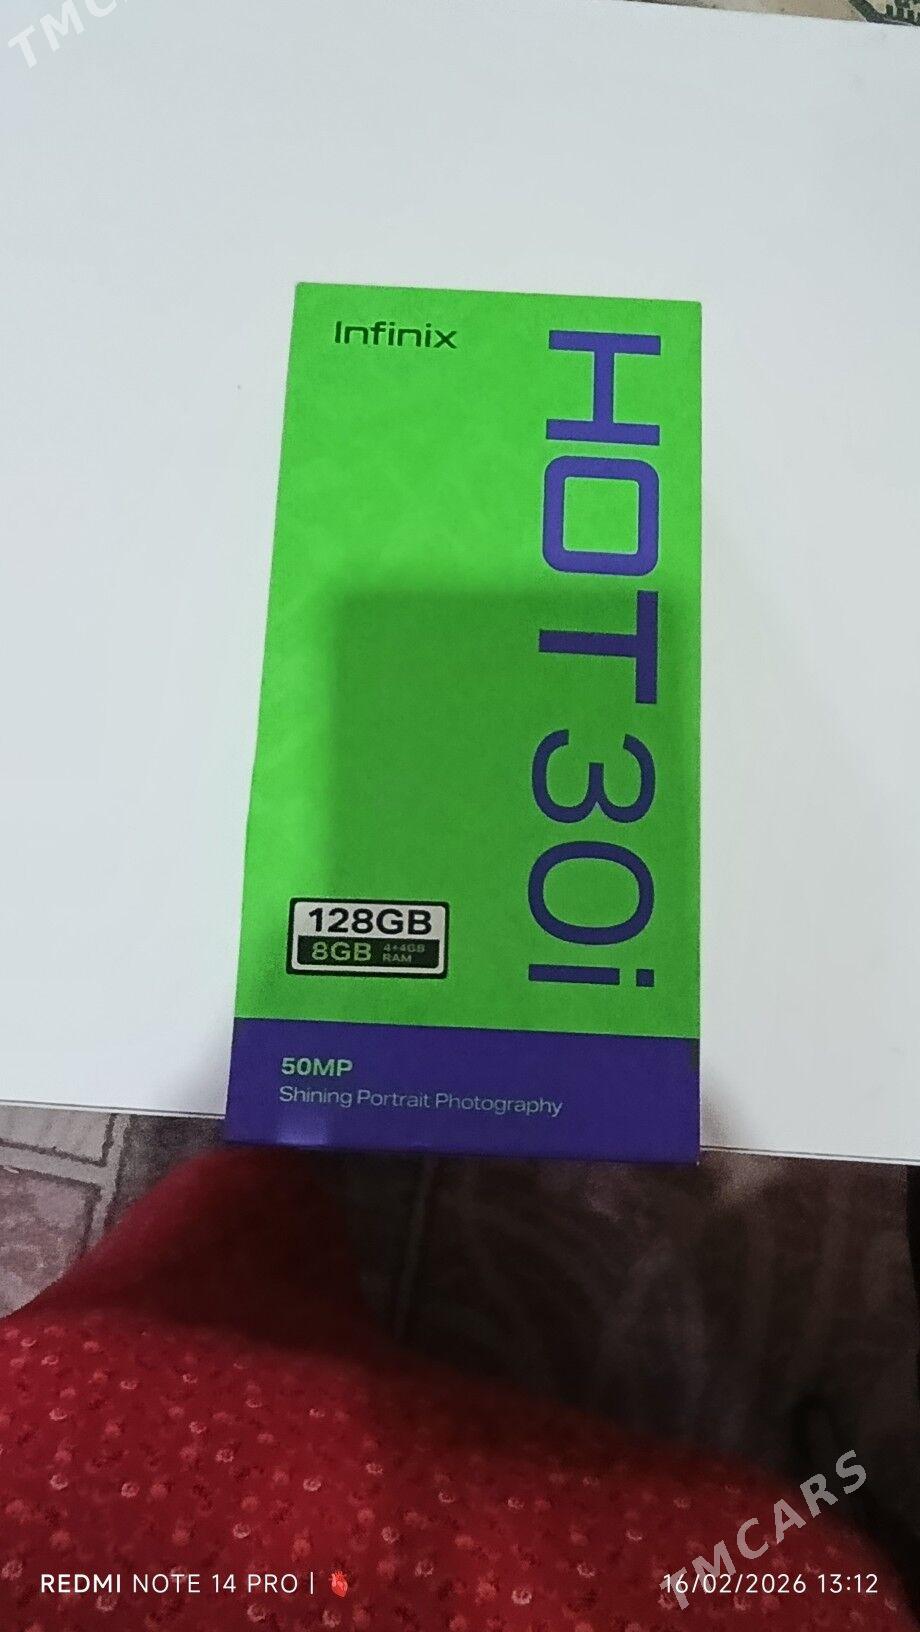 TMC
Infinix
HOT 30i
128GB
8GB 4+4GB
RAM
50MP
Shining Portrait Photography
TMCARS
REDMI NOTE 14 PRO |
16/02/2026 13:12